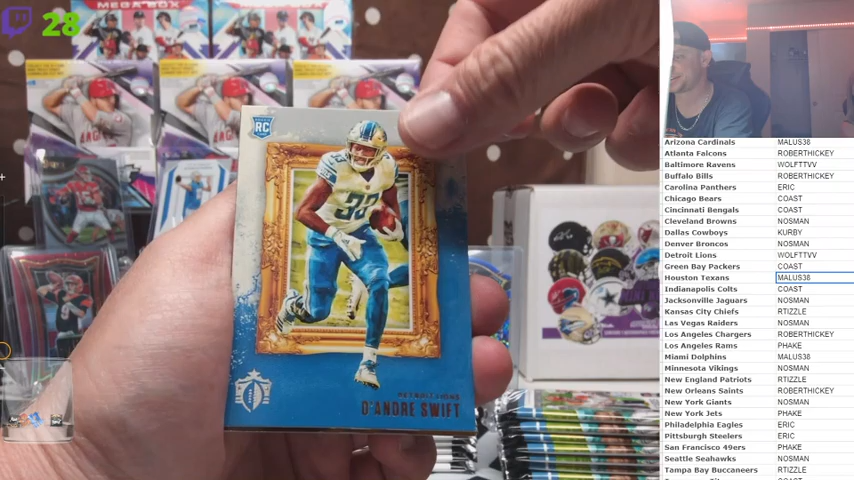 28
MEGA BOX
RC
33
DETROIT LIONS
D'ANDRE SWIFT
Arizona Cardinals MALUS38
Atlanta Falcons ROBERTHICKEY
Baltimore Ravens WOLFTTVV
Buffalo Bills ROBERTHICKEY
Carolina Panthers ERIC
Chicago Bears COAST
Cincinnati Bengals COAST
Cleveland Browns NOSMAN
Dallas Cowboys KURBY
Denver Broncos NOSMAN
Detroit Lions WOLFTTVV
Green Bay Packers COAST
Houston Texans MALUS38
Indianapolis Colts COAST
Jacksonville Jaguars NOSMAN
Kansas City Chiefs RTIZZLE
Las Vegas Raiders NOSMAN
Los Angeles Chargers ROBERTHICKEY
Los Angeles Rams PHAKE
Miami Dolphins MALUS38
Minnesota Vikings NOSMAN
New England Patriots RTIZZLE
New Orleans Saints ROBERTHICKEY
New York Giants NOSMAN
New York Jets PHAKE
Philadelphia Eagles ERIC
Pittsburgh Steelers ERIC
San Francisco 49ers PHAKE
Seattle Seahawks NOSMAN
Tampa Bay Buccaneers RTIZZLE